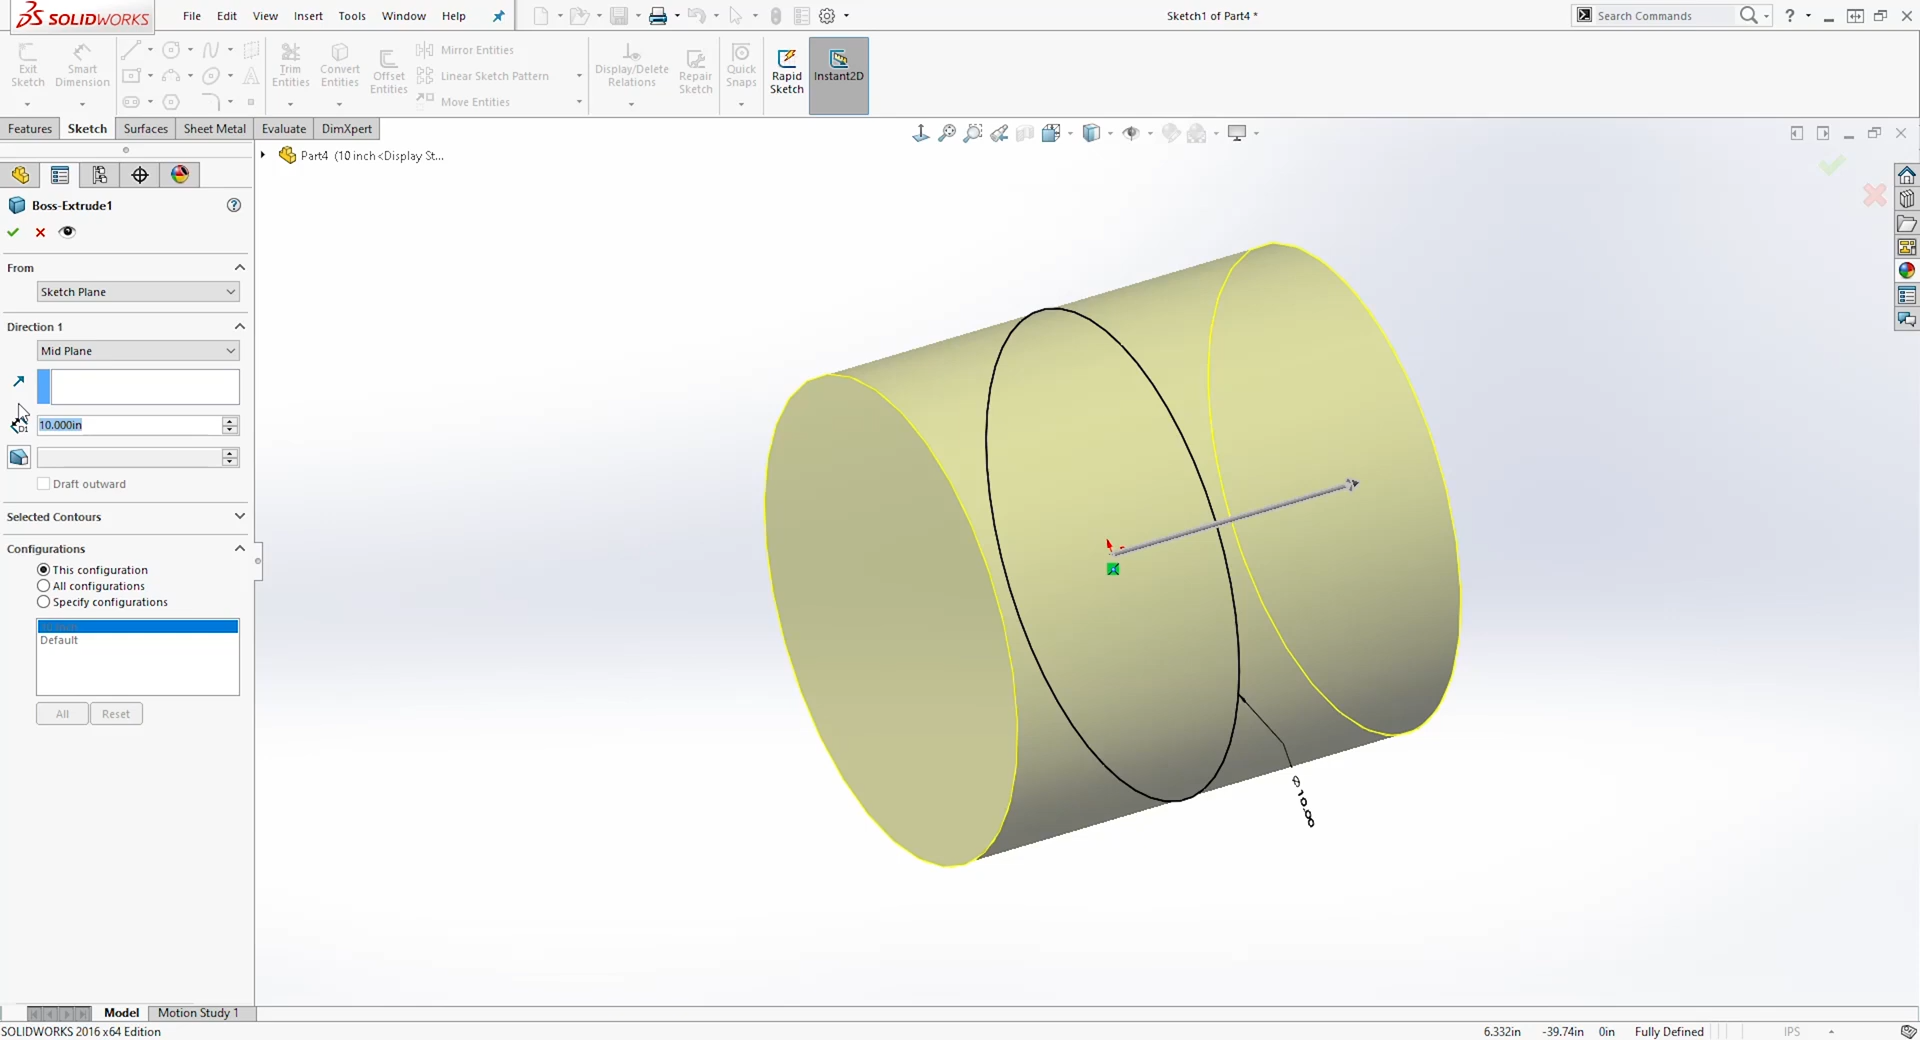 SOLIDWORKS
File Edit View Insert Tools Window Help
Sketch1 of Part4 *
Search Commands
?
Exit Sketch
Smart Dimension
Trim Entities
Convert Entities
Offset Entities
Mirror Entities
Linear Sketch Pattern
Move Entities
Display/Delete Relations
Repair Sketch
Quick Snaps
Rapid Sketch
Instant2D
Features Sketch Surfaces Sheet Metal Evaluate DimXpert
Part4 (10 inch<Display St...
Boss-Extrude1
?
From
Sketch Plane
Direction 1
Mid Plane
D1
10.000in
Draft outward
Selected Contours
Configurations
This configuration
All configurations
Specify configurations
Default
All Reset
⌀10.00
Model Motion Study 1
SOLIDWORKS 2016 x64 Edition
6.332in -39.74in 0in Fully Defined IPS